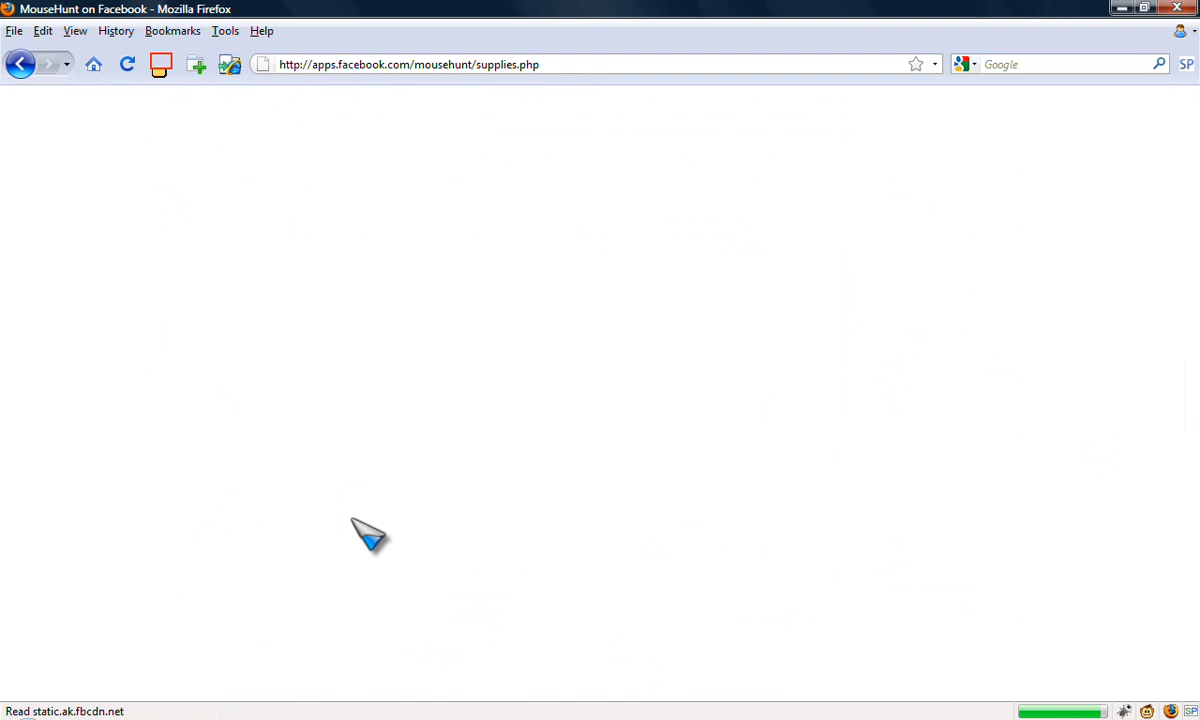 MouseHunt on Facebook - Mozilla Firefox
File Edit View History Bookmarks Tools Help
http://apps.facebook.com/mousehunt/supplies.php
Google
SP
Read static.ak.fbcdn.net
SP